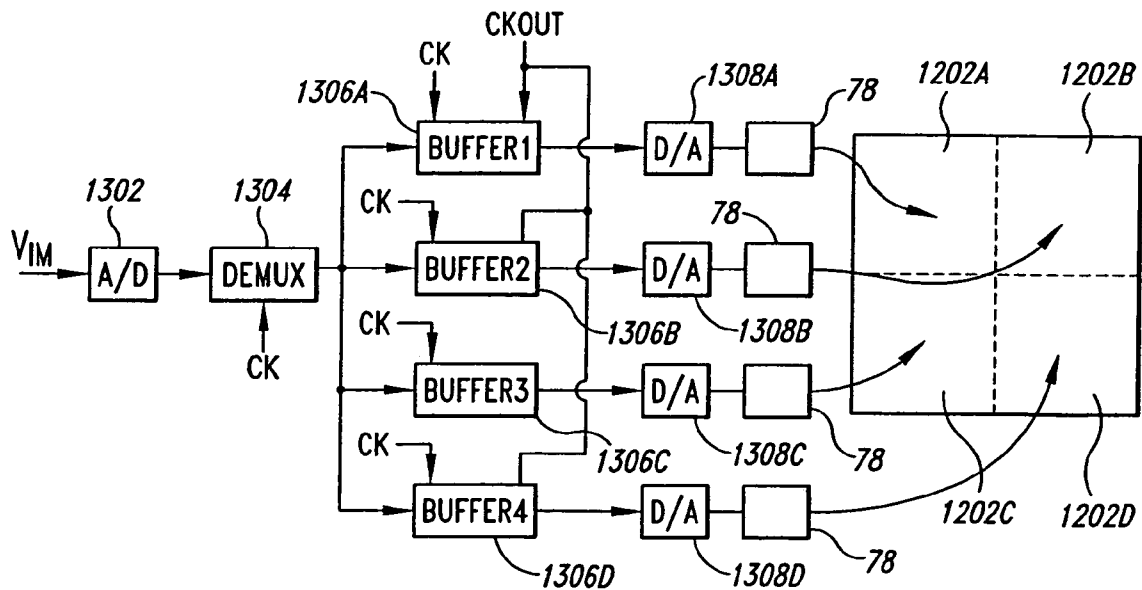 CKOUT
CK
1306A
1308A
78
1202A
1202B
BUFFER1
D/A
1302
1304
CK
78
VIM
A/D
DEMUX
BUFFER2
D/A
CK
1306B
1308B
CK
BUFFER3
D/A
1306C
1308C
78
CK
BUFFER4
D/A
1202C
1202D
1306D
1308D
78